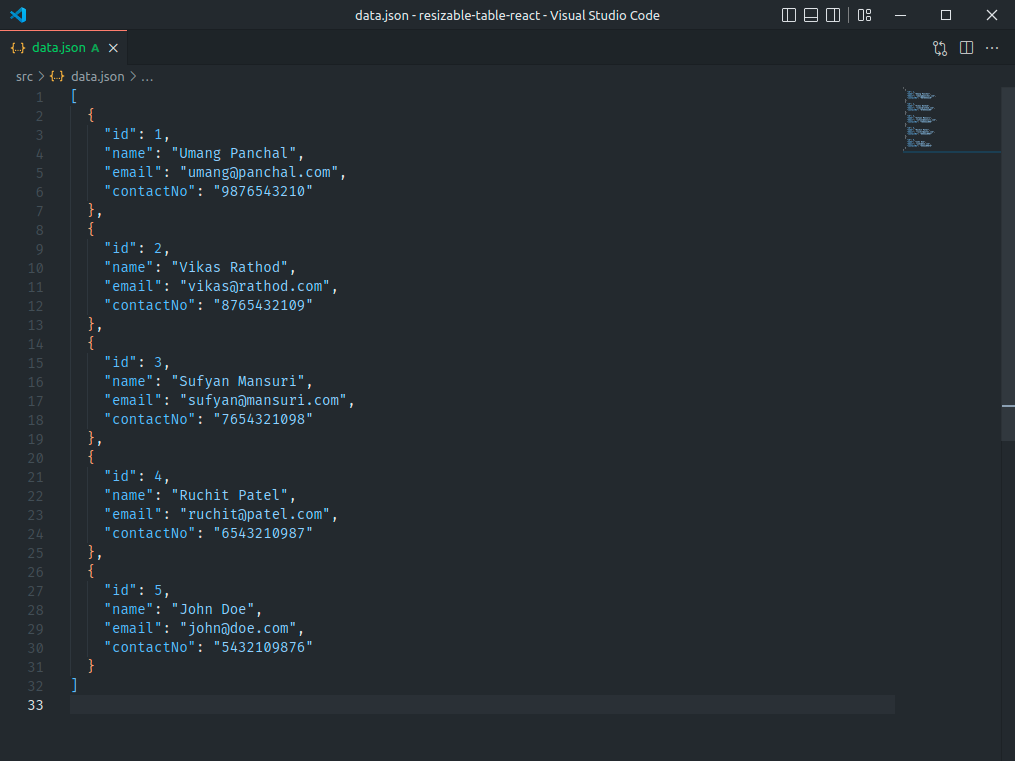 data.json - resizable-table-react - Visual Studio Code
{..} data.json A
src > {..} data.json > ...
1 [
2   {
3     "id": 1,
4     "name": "Umang Panchal",
5     "email": "umang@panchal.com",
6     "contactNo": "9876543210"
7   },
8   {
9     "id": 2,
10     "name": "Vikas Rathod",
11     "email": "vikas@rathod.com",
12     "contactNo": "8765432109"
13   },
14   {
15     "id": 3,
16     "name": "Sufyan Mansuri",
17     "email": "sufyan@mansuri.com",
18     "contactNo": "7654321098"
19   },
20   {
21     "id": 4,
22     "name": "Ruchit Patel",
23     "email": "ruchit@patel.com",
24     "contactNo": "6543210987"
25   },
26   {
27     "id": 5,
28     "name": "John Doe",
29     "email": "john@doe.com",
30     "contactNo": "5432109876"
31   }
32 ]
33